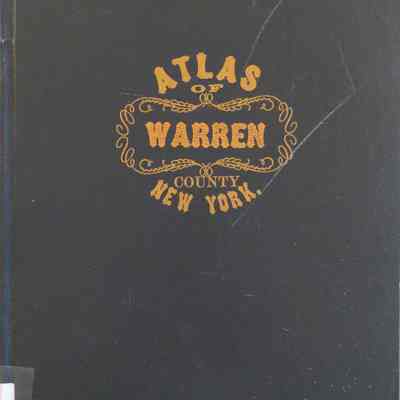 ATLAS
OF
WARREN
COUNTY
NEW YORK.